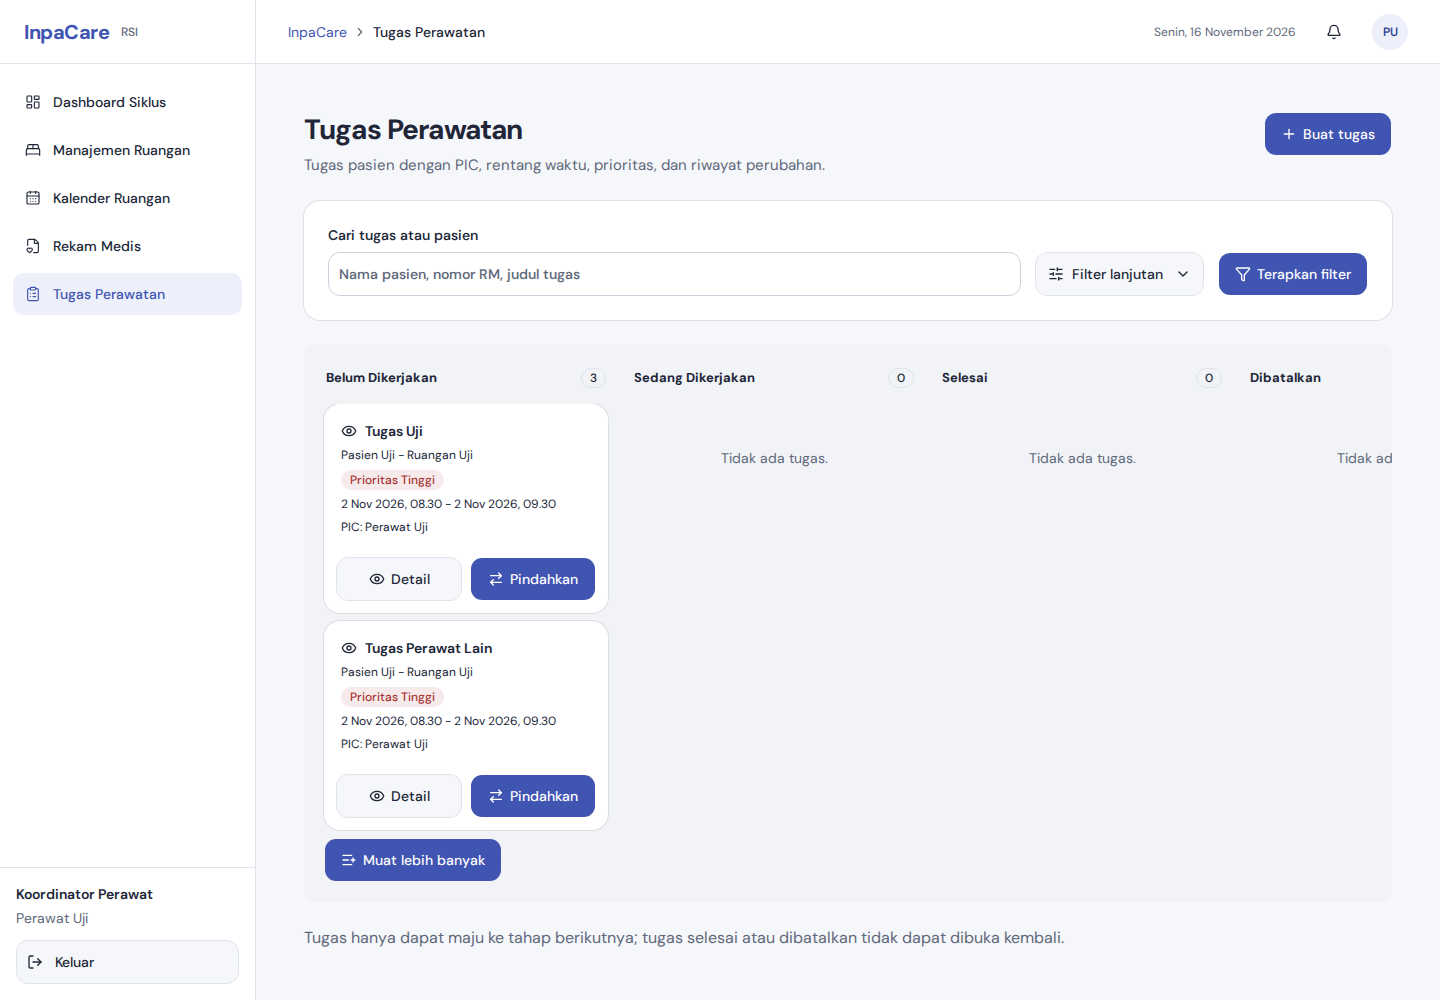 InpaCare RSI
InpaCare > Tugas Perawatan
Senin, 16 November 2026
PU
Dashboard Siklus
Manajemen Ruangan
Kalender Ruangan
Rekam Medis
Tugas Perawatan
Koordinator Perawat
Perawat Uji
Keluar
Tugas Perawatan
Tugas pasien dengan PIC, rentang waktu, prioritas, dan riwayat perubahan.
Buat tugas
Cari tugas atau pasien
Nama pasien, nomor RM, judul tugas
Filter lanjutan
Terapkan filter
Belum Dikerjakan 3
Tugas Uji
Pasien Uji - Ruangan Uji
Prioritas Tinggi
2 Nov 2026, 08.30 - 2 Nov 2026, 09.30
PIC: Perawat Uji
Detail
Pindahkan
Tugas Perawat Lain
Pasien Uji - Ruangan Uji
Prioritas Tinggi
2 Nov 2026, 08.30 - 2 Nov 2026, 09.30
PIC: Perawat Uji
Detail
Pindahkan
Muat lebih banyak
Sedang Dikerjakan 0
Tidak ada tugas.
Selesai 0
Tidak ada tugas.
Dibatalkan
Tidak ad
Tugas hanya dapat maju ke tahap berikutnya; tugas selesai atau dibatalkan tidak dapat dibuka kembali.